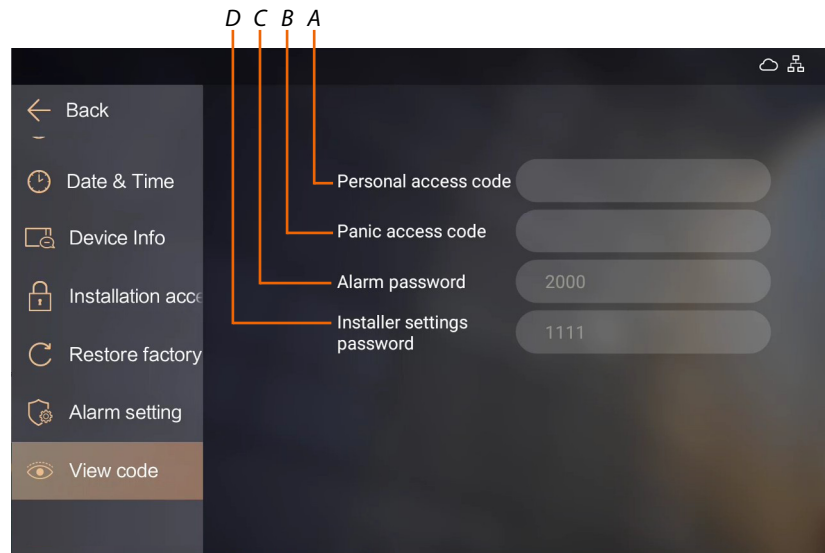 D C B A
Back
Date & Time
Device Info
Installation acce
Restore factory
Alarm setting
View code
Personal access code
Panic access code
Alarm password 2000
Installer settings
password 1111